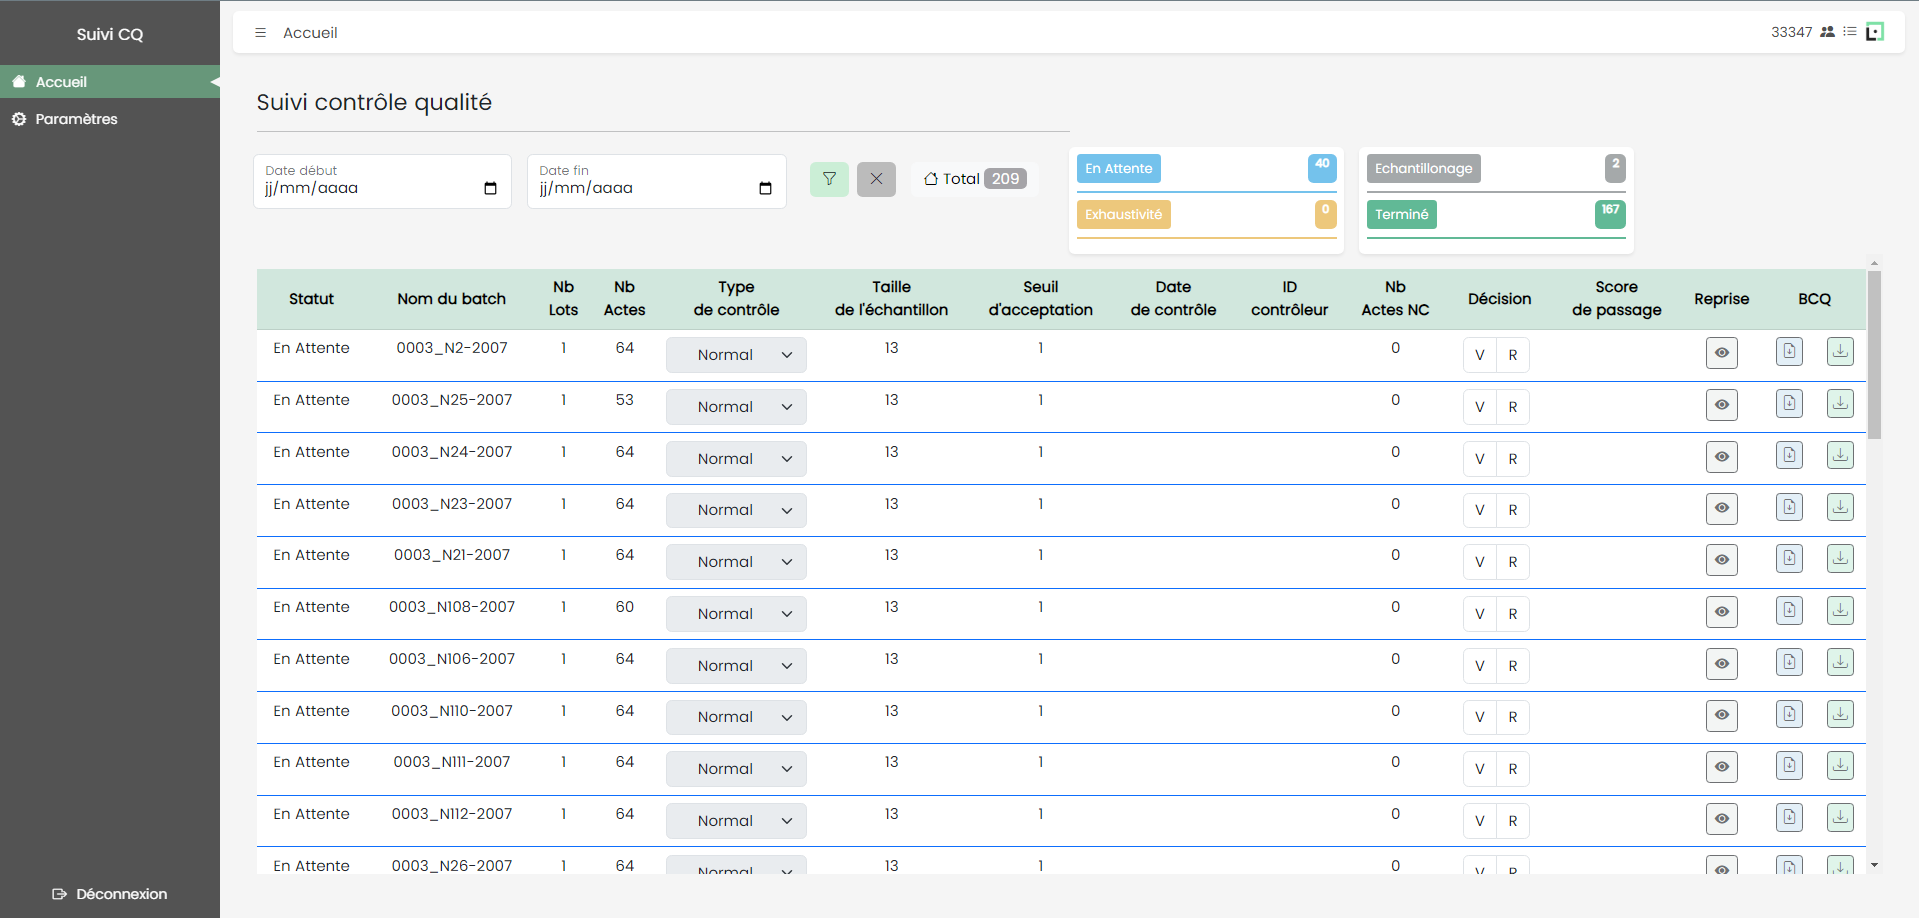 Suivi CQ
Accueil
Paramètres
Déconnexion
Accueil
33347
Suivi contrôle qualité
Date début
jj/mm/aaaa
Date fin
jj/mm/aaaa
Total 209
En Attente 40
Exhaustivité 0
Echantillonage 2
Terminé 167
Statut Nom du batch Nb Lots Nb Actes Type de contrôle Taille de l'échantillon Seuil d'acceptation Date de contrôle ID contrôleur Nb Actes NC Décision Score de passage Reprise BCQ
En Attente 0003_N2-2007 1 64 Normal 13 1 0 V R
En Attente 0003_N25-2007 1 53 Normal 13 1 0 V R
En Attente 0003_N24-2007 1 64 Normal 13 1 0 V R
En Attente 0003_N23-2007 1 64 Normal 13 1 0 V R
En Attente 0003_N21-2007 1 64 Normal 13 1 0 V R
En Attente 0003_N108-2007 1 60 Normal 13 1 0 V R
En Attente 0003_N106-2007 1 64 Normal 13 1 0 V R
En Attente 0003_N110-2007 1 64 Normal 13 1 0 V R
En Attente 0003_N111-2007 1 64 Normal 13 1 0 V R
En Attente 0003_N112-2007 1 64 Normal 13 1 0 V R
En Attente 0003_N26-2007 1 64 Normal 13 1 0 V R